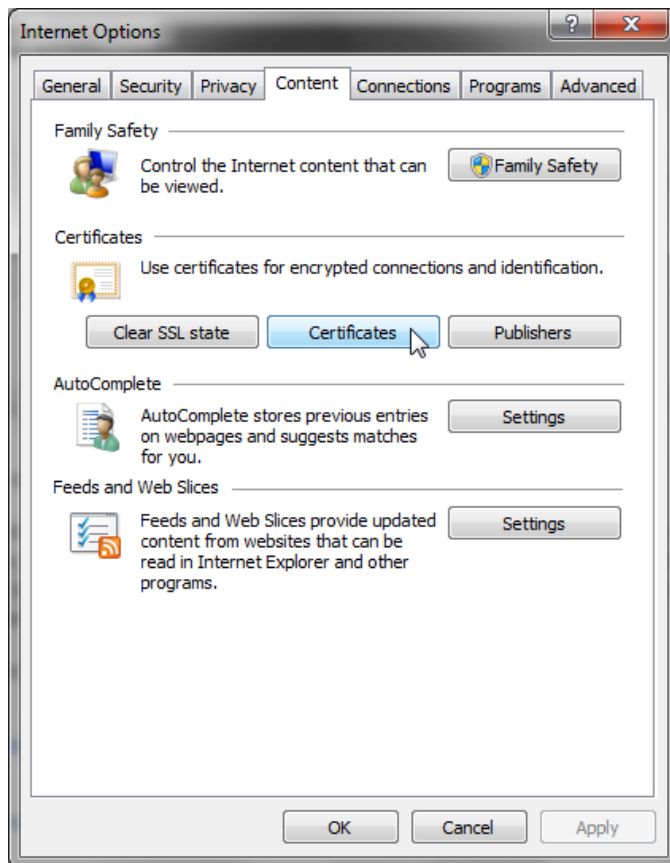 Internet Options
?
X
General Security Privacy Content Connections Programs Advanced
Family Safety
Control the Internet content that can
be viewed.
Family Safety
Certificates
Use certificates for encrypted connections and identification.
Clear SSL state Certificates Publishers
AutoComplete
AutoComplete stores previous entries
on webpages and suggests matches
for you.
Settings
Feeds and Web Slices
Feeds and Web Slices provide updated
content from websites that can be
read in Internet Explorer and other
programs.
Settings
OK Cancel Apply